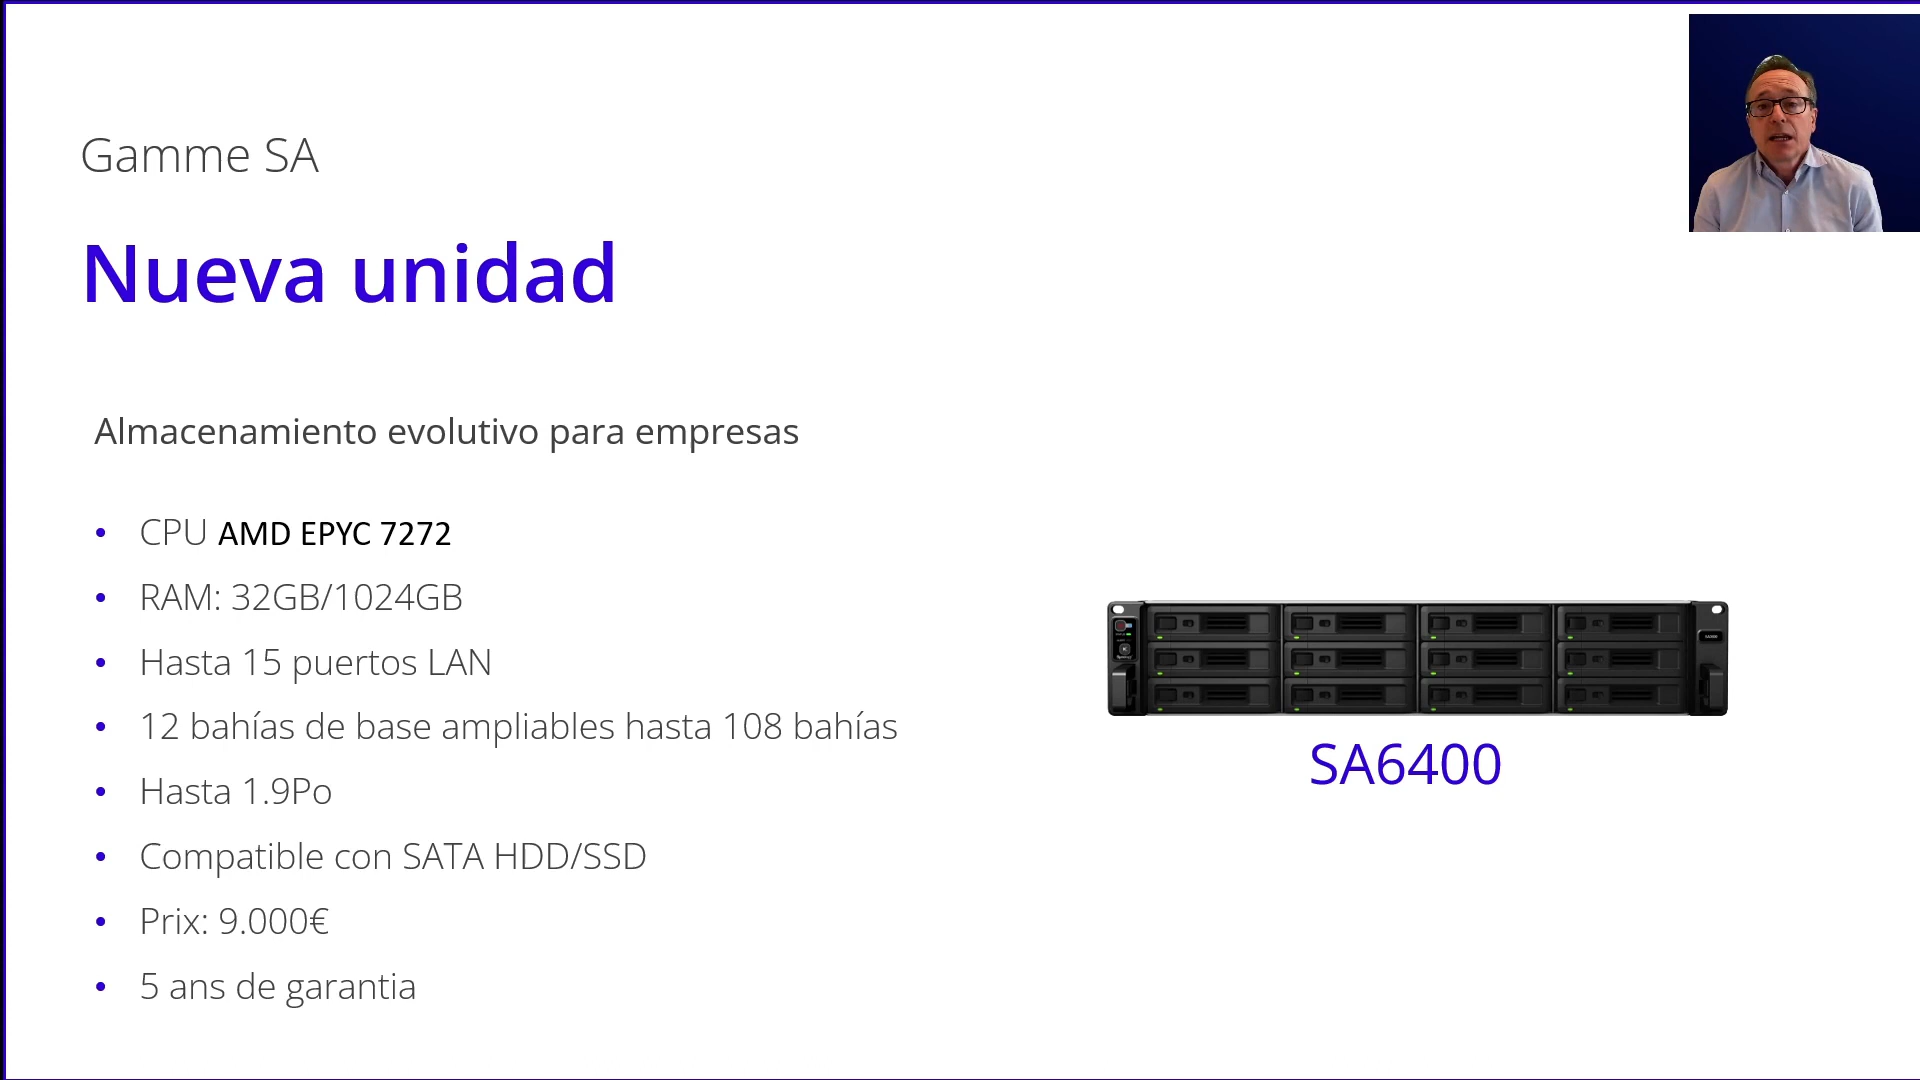 Gamme SA
Nueva unidad
Almacenamiento evolutivo para empresas
• CPU AMD EPYC 7272
• RAM: 32GB/1024GB
• Hasta 15 puertos LAN
• 12 bahías de base ampliables hasta 108 bahías
• Hasta 1.9Po
• Compatible con SATA HDD/SSD
• Prix: 9.000€
• 5 ans de garantia
SA6400